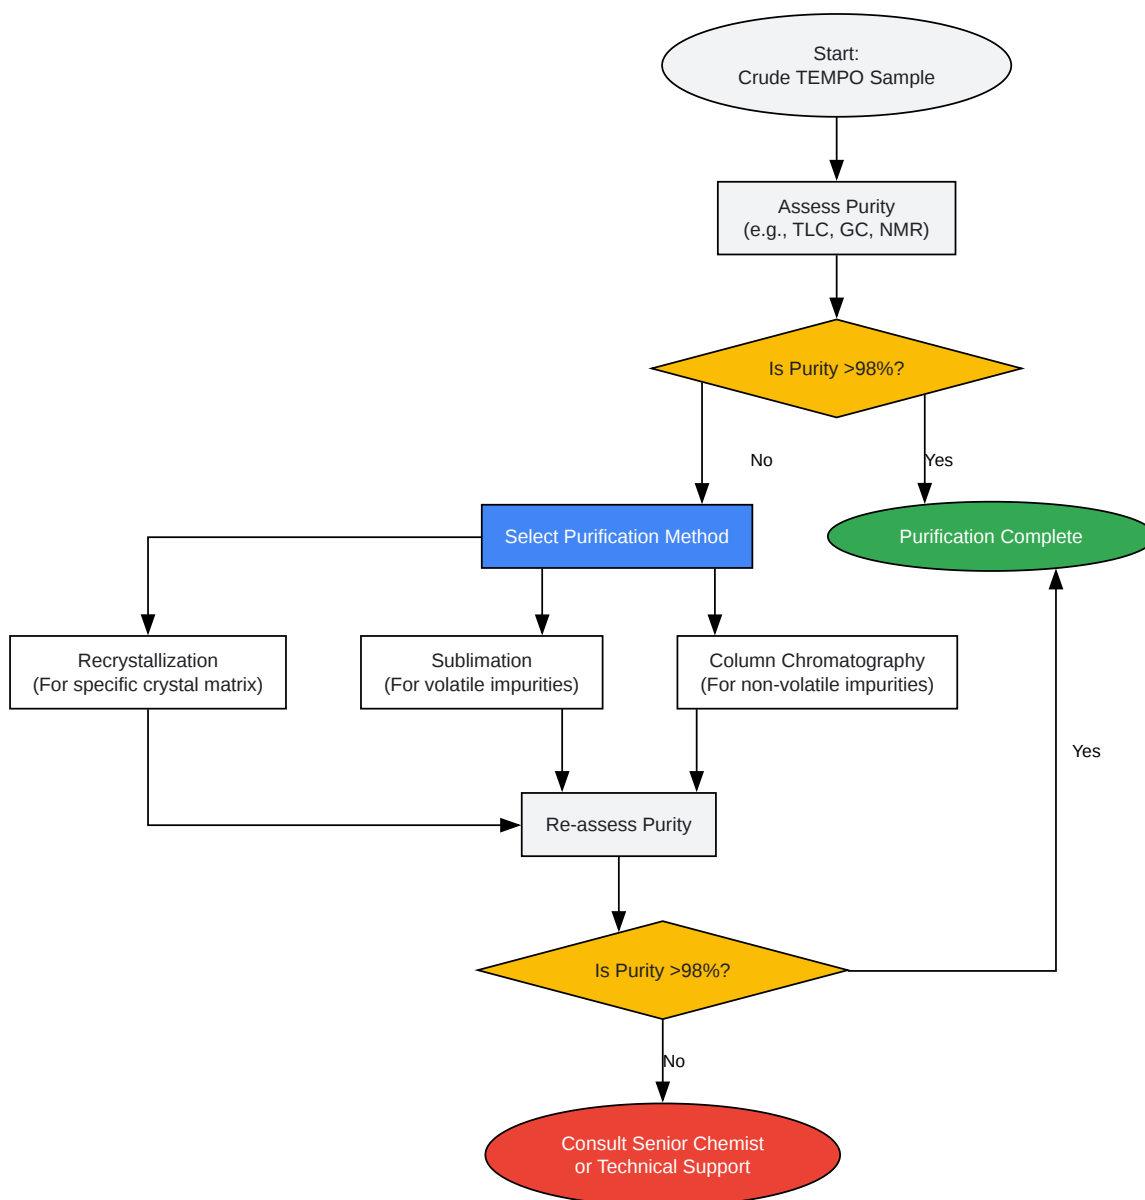 Start:
Crude TEMPO Sample
Assess Purity
(e.g., TLC, GC, NMR)
Is Purity >98%?
No
Yes
Select Purification Method
Purification Complete
Recrystallization
(For specific crystal matrix)
Sublimation
(For volatile impurities)
Column Chromatography
(For non-volatile impurities)
Yes
Re-assess Purity
Is Purity >98%?
No
Consult Senior Chemist
or Technical Support